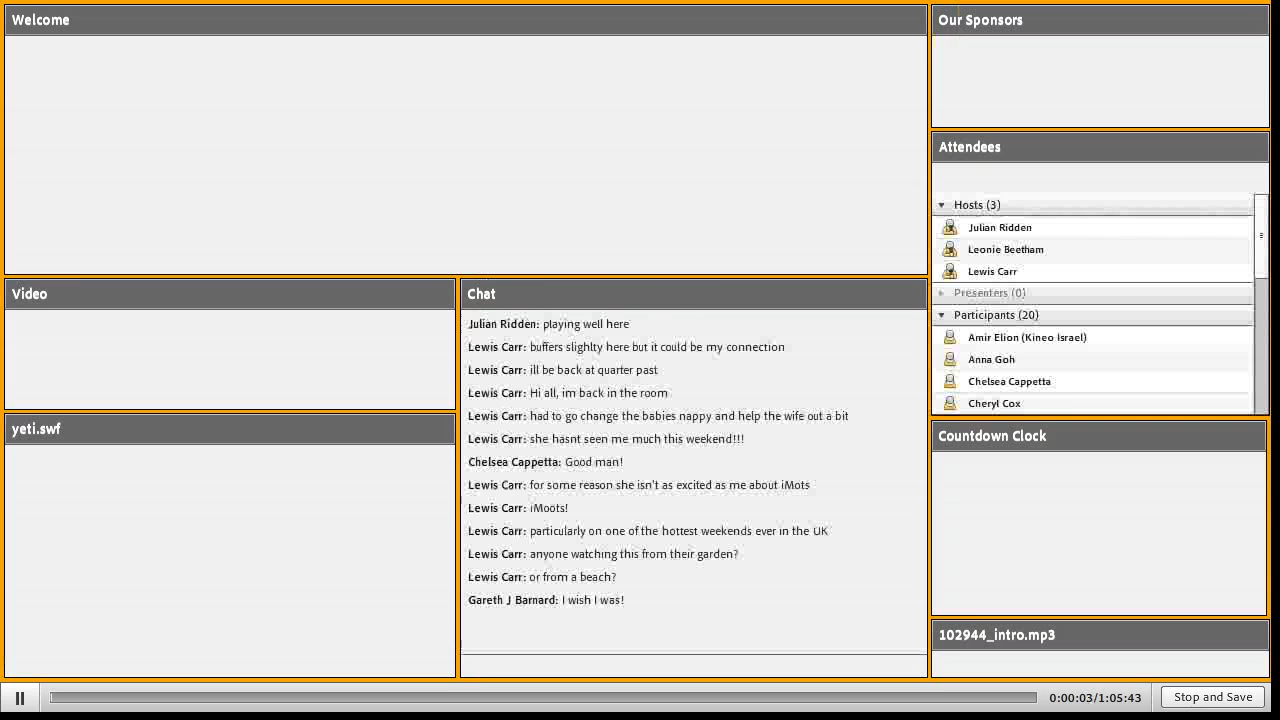 Welcome
Our Sponsors
Attendees
Hosts (3)
Julian Ridden
Leonie Beetham
Lewis Carr
Presenters (0)
Participants (20)
Amir Elion (Kineo Israel)
Anna Goh
Chelsea Cappetta
Cheryl Cox
Video
yeti.swf
Chat
Julian Ridden: playing well here
Lewis Carr: buffers slighlty here but it could be my connection
Lewis Carr: ill be back at quarter past
Lewis Carr: Hi all, im back in the room
Lewis Carr: had to go change the babies nappy and help the wife out a bit
Lewis Carr: she hasnt seen me much this weekend!!!
Chelsea Cappetta: Good man!
Lewis Carr: for some reason she isn't as excited as me about iMots
Lewis Carr: iMoots!
Lewis Carr: particularly on one of the hottest weekends ever in the UK
Lewis Carr: anyone watching this from their garden?
Lewis Carr: or from a beach?
Gareth J Barnard: I wish I was!
Countdown Clock
102944_intro.mp3
0:00:03/1:05:43
Stop and Save